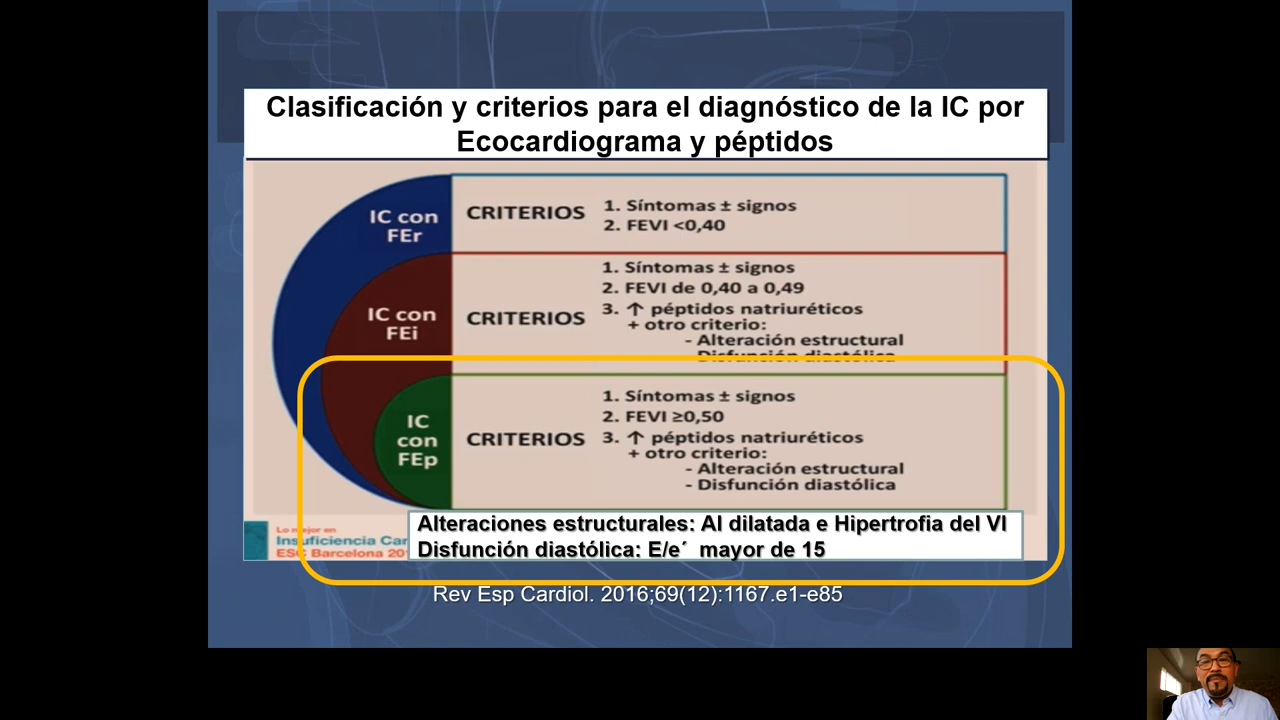 Clasificación y criterios para el diagnóstico de la IC por
Ecocardiograma y péptidos
IC con
FEr
CRITERIOS
1. Síntomas ± signos
2. FEVI <0,40
IC con
FEi
CRITERIOS
1. Síntomas ± signos
2. FEVI de 0,40 a 0,49
3. ↑ péptidos natriuréticos
+ otro criterio:
- Alteración estructural
- Disfunción diastólica
IC
con
FEp
CRITERIOS
1. Síntomas ± signos
2. FEVI ≥0,50
3. ↑ péptidos natriuréticos
+ otro criterio:
- Alteración estructural
- Disfunción diastólica
Lo mejor en
Insuficiencia Car
ESC Barcelona 201
Alteraciones estructurales: AI dilatada e Hipertrofia del VI
Disfunción diastólica: E/e´ mayor de 15
Rev Esp Cardiol. 2016;69(12):1167.e1-e85